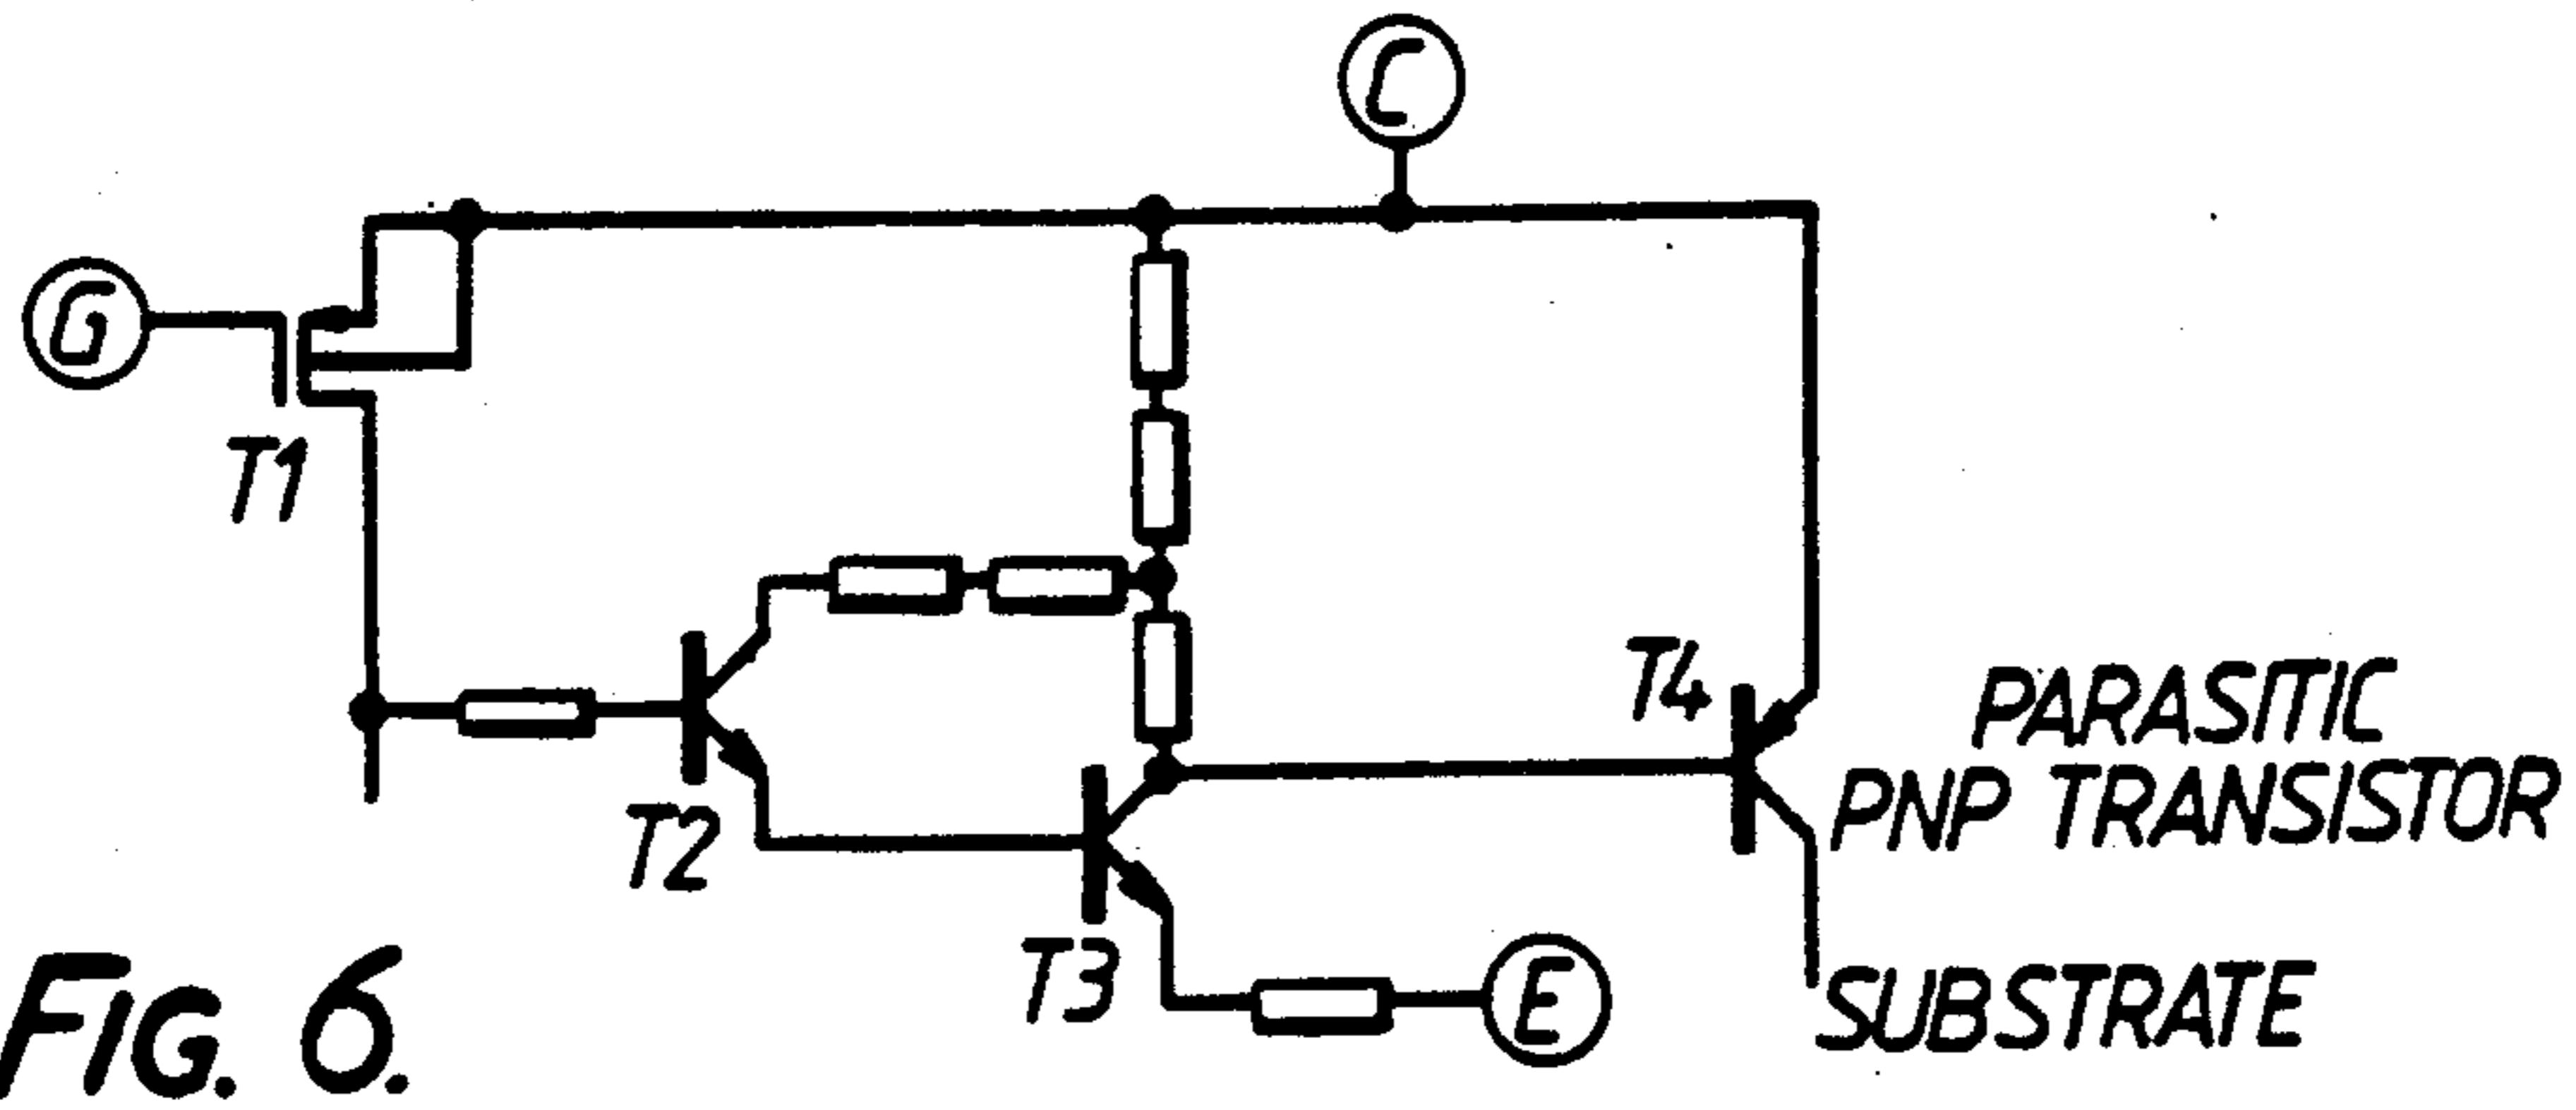 C
G
T1
T4
PARASITIC
PNP TRANSISTOR
T2
T3
E
SUBSTRATE
FIG. 6.